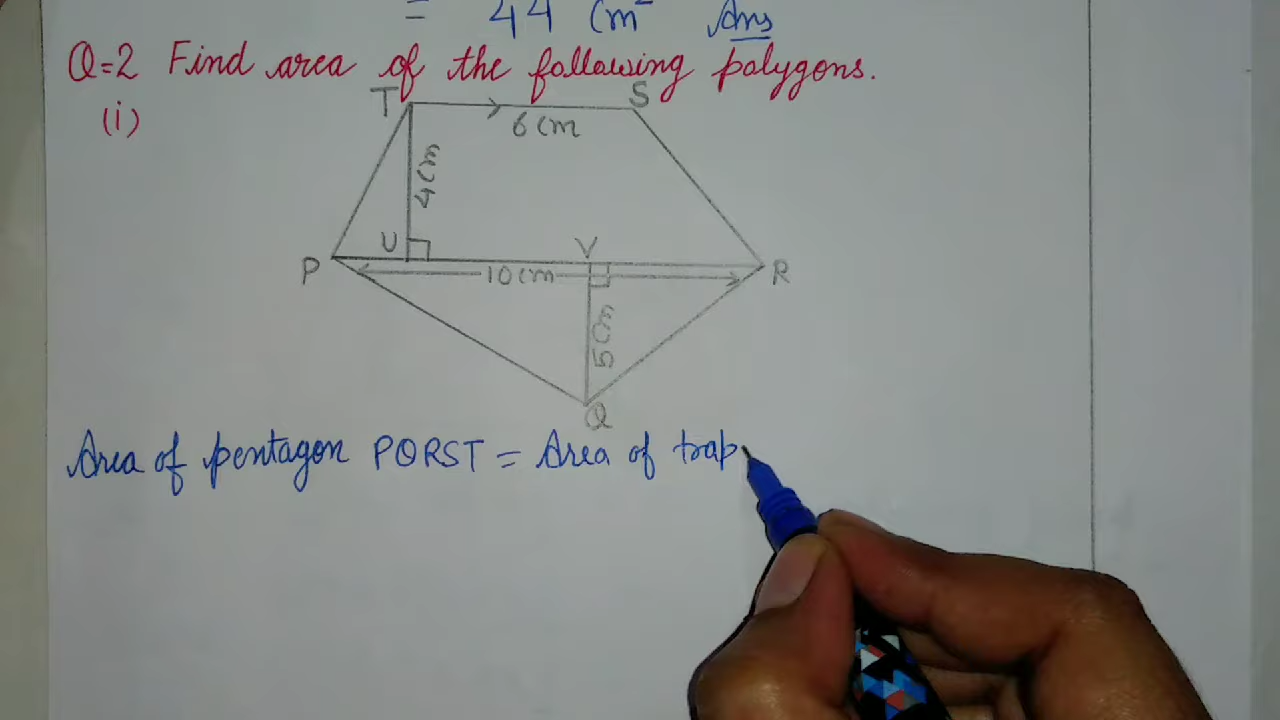 = 44 cm² Ans
Q=2 Find area of the following polygons.
(i)
T
S
6 cm
4 cm
U
V
P
10 cm
R
5 cm
Q
Area of pentagon PQRST = Area of trap